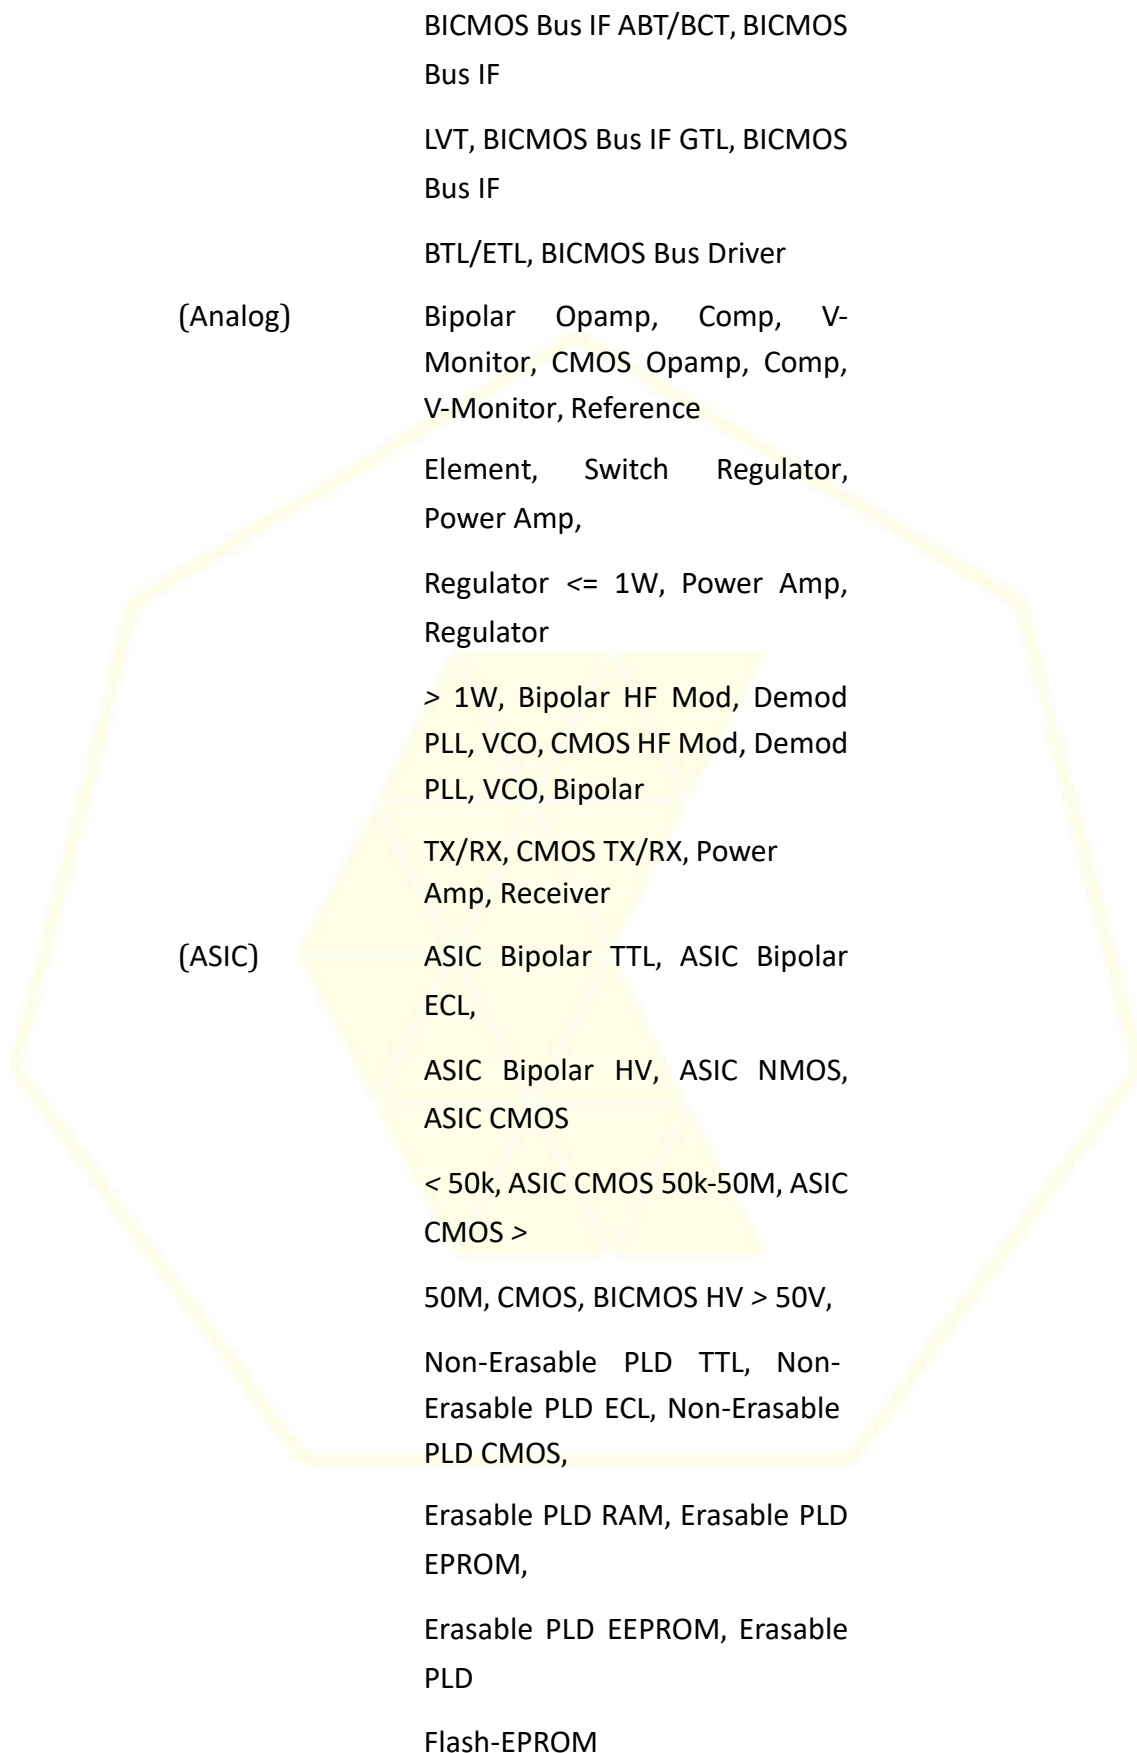 BICMOS Bus IF ABT/BCT, BICMOS
Bus IF
LVT, BICMOS Bus IF GTL, BICMOS
Bus IF
BTL/ETL, BICMOS Bus Driver
(Analog) Bipolar Opamp, Comp, V-
Monitor, CMOS Opamp, Comp,
V-Monitor, Reference
Element, Switch Regulator,
Power Amp,
Regulator <= 1W, Power Amp,
Regulator
> 1W, Bipolar HF Mod, Demod
PLL, VCO, CMOS HF Mod, Demod
PLL, VCO, Bipolar
TX/RX, CMOS TX/RX, Power
Amp, Receiver
(ASIC) ASIC Bipolar TTL, ASIC Bipolar
ECL,
ASIC Bipolar HV, ASIC NMOS,
ASIC CMOS
< 50k, ASIC CMOS 50k-50M, ASIC
CMOS >
50M, CMOS, BICMOS HV > 50V,
Non-Erasable PLD TTL, Non-
Erasable PLD ECL, Non-Erasable
PLD CMOS,
Erasable PLD RAM, Erasable PLD
EPROM,
Erasable PLD EEPROM, Erasable
PLD
Flash-EPROM